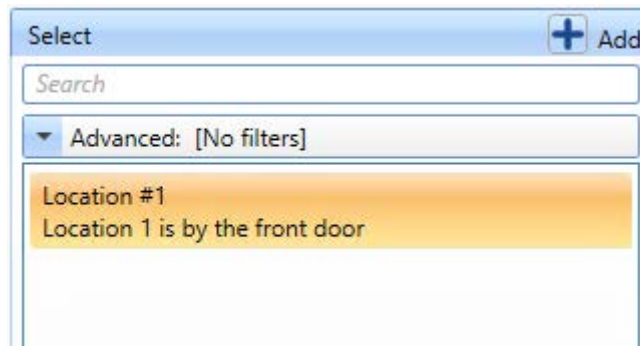 Select
Add
Search
Advanced: [No filters]
Location #1
Location 1 is by the front door